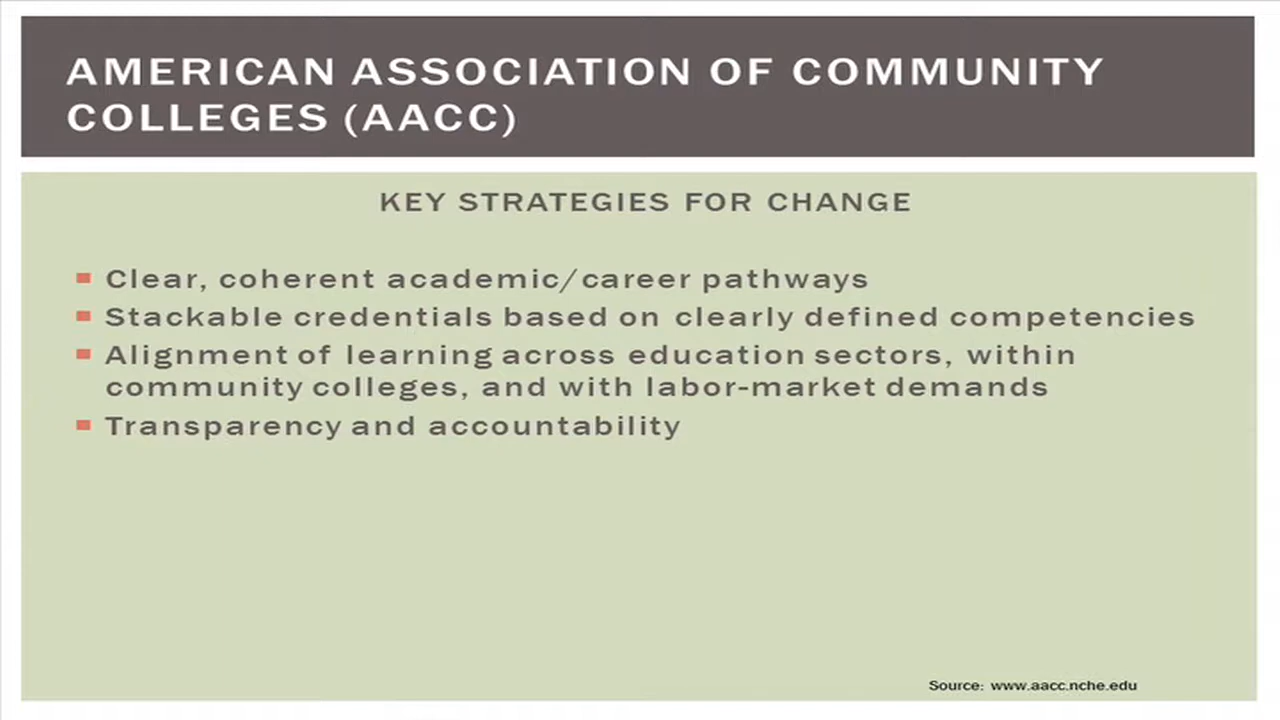 AMERICAN ASSOCIATION OF COMMUNITY
COLLEGES (AACC)
KEY STRATEGIES FOR CHANGE
Clear, coherent academic/career pathways
Stackable credentials based on clearly defined competencies
Alignment of learning across education sectors, within
community colleges, and with labor-market demands
Transparency and accountability
Source: www.aacc.nche.edu